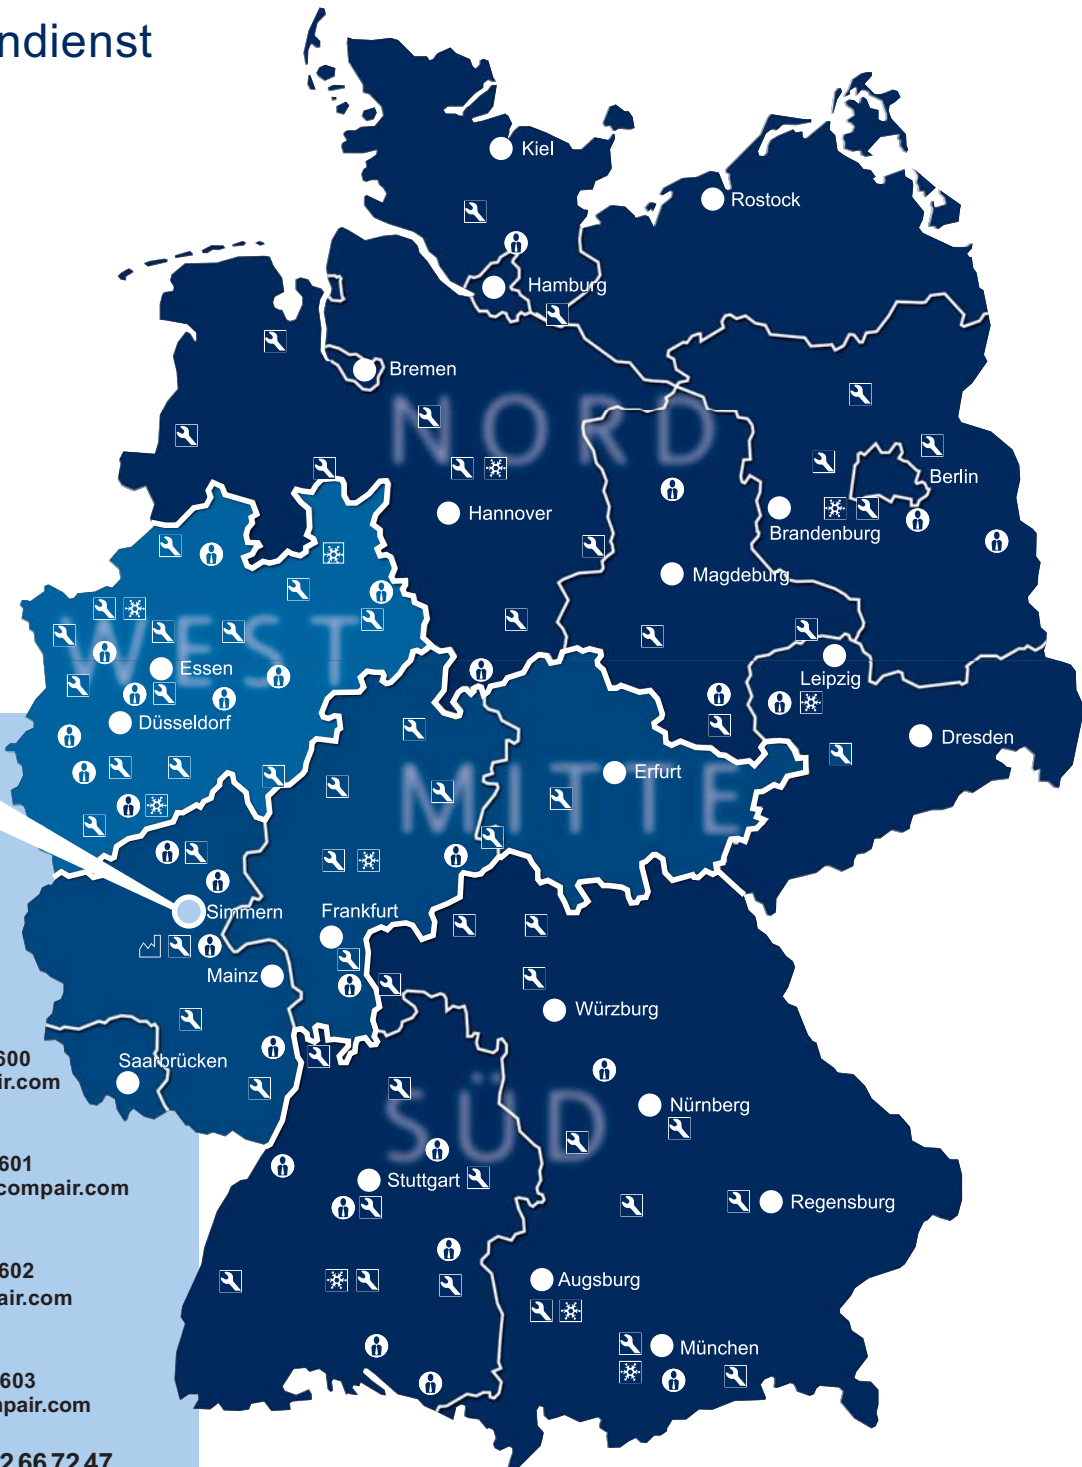 ndienst
Kiel
Rostock
Hamburg
Bremen
NORD
Berlin
Hannover
Brandenburg
Magdeburg
WEST
Essen
Leipzig
Düsseldorf
Dresden
Erfurt
MITTE
Simmern
Frankfurt
Mainz
Würzburg
600
Saarbrücken
ir.com
SÜD
Nürnberg
601
Stuttgart
compair.com
Regensburg
602
Augsburg
air.com
München
603
npair.com
2 66 72 47